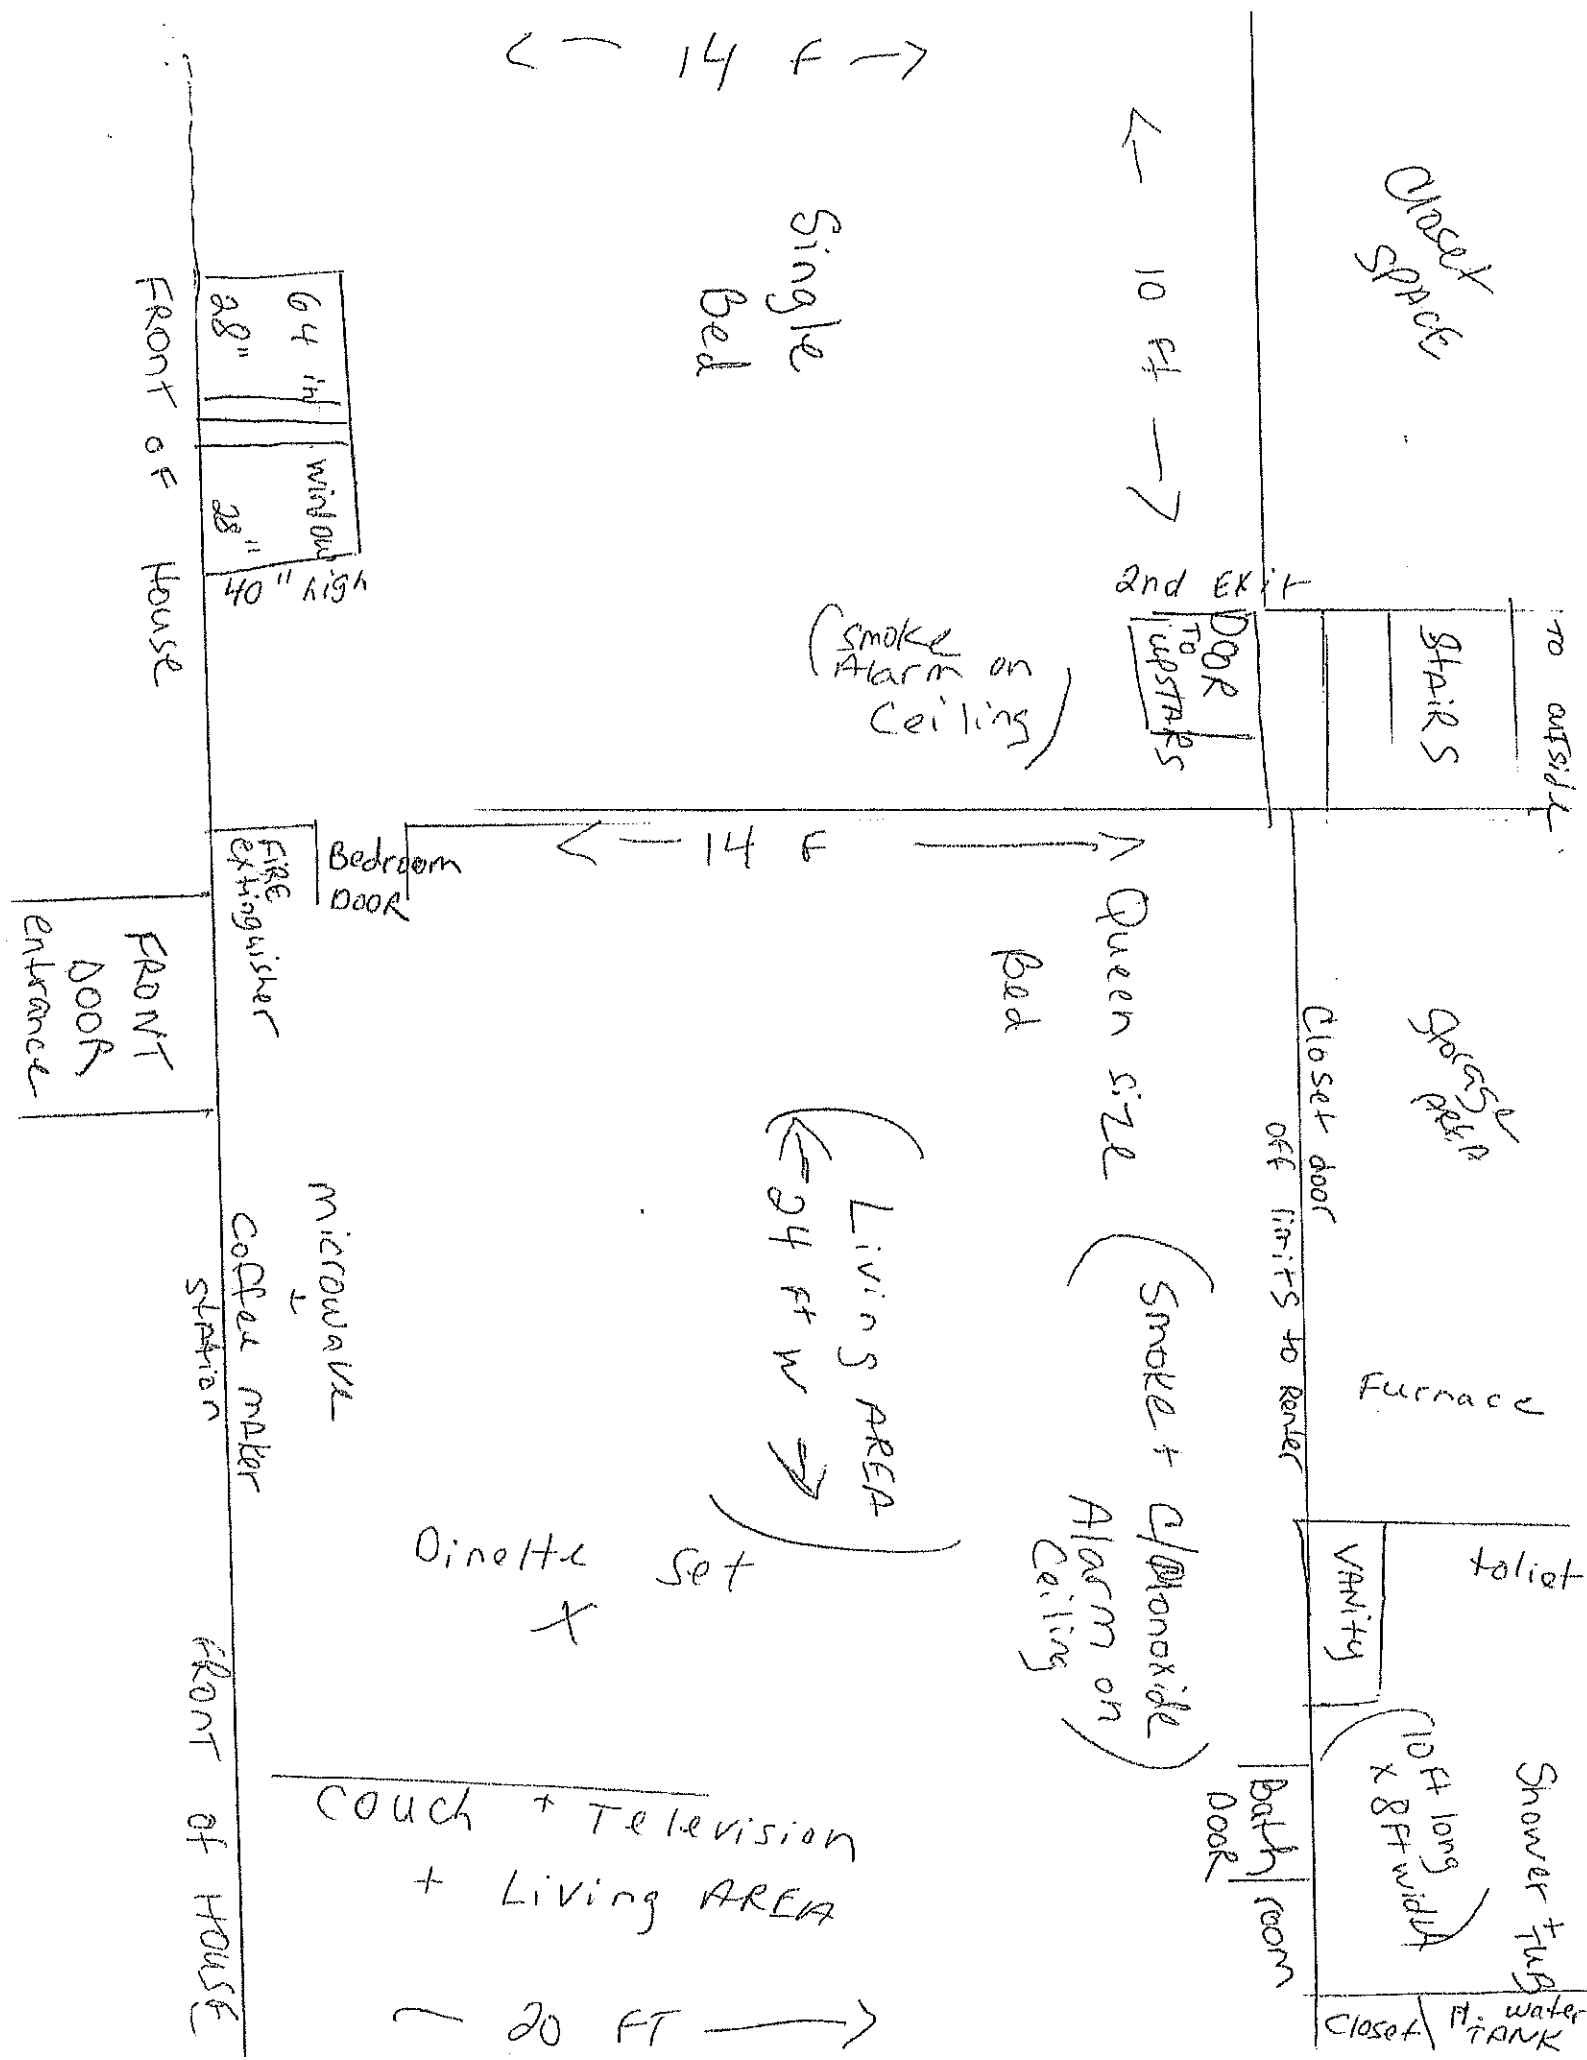 <- 14 F ->
Closet
SPACE
<- 10 ft ->
Single
Bed
64 in window
28" 28"
40" high
FRONT OF House
2nd EXit
DOOR
TO
upSTAiRS
STAiRS
TO outside
(smoke
Alarm on
Ceiling)
FiRE
extinguisher
Bedroom
DOOR
<- 14 F ->
Queen size
Bed
FRONT
DOOR
entrance
Storage
AREA
Closet door
off limits to Renter
Furnace
(Living AREA
<- 24 ft W ->)
(Smoke + C/Monoxide
Alarm on
Ceiling)
microwave
+
Coffee maker
station
Dinette Set
X
VANity
toliet
(10 ft long
x 8 ft width)
Shower + TUB
Bath room
DOOR
COUCH + Television
+ Living AREA
FRONT of HOUSE
- 20 FT ->
Closet
H. water
TANK